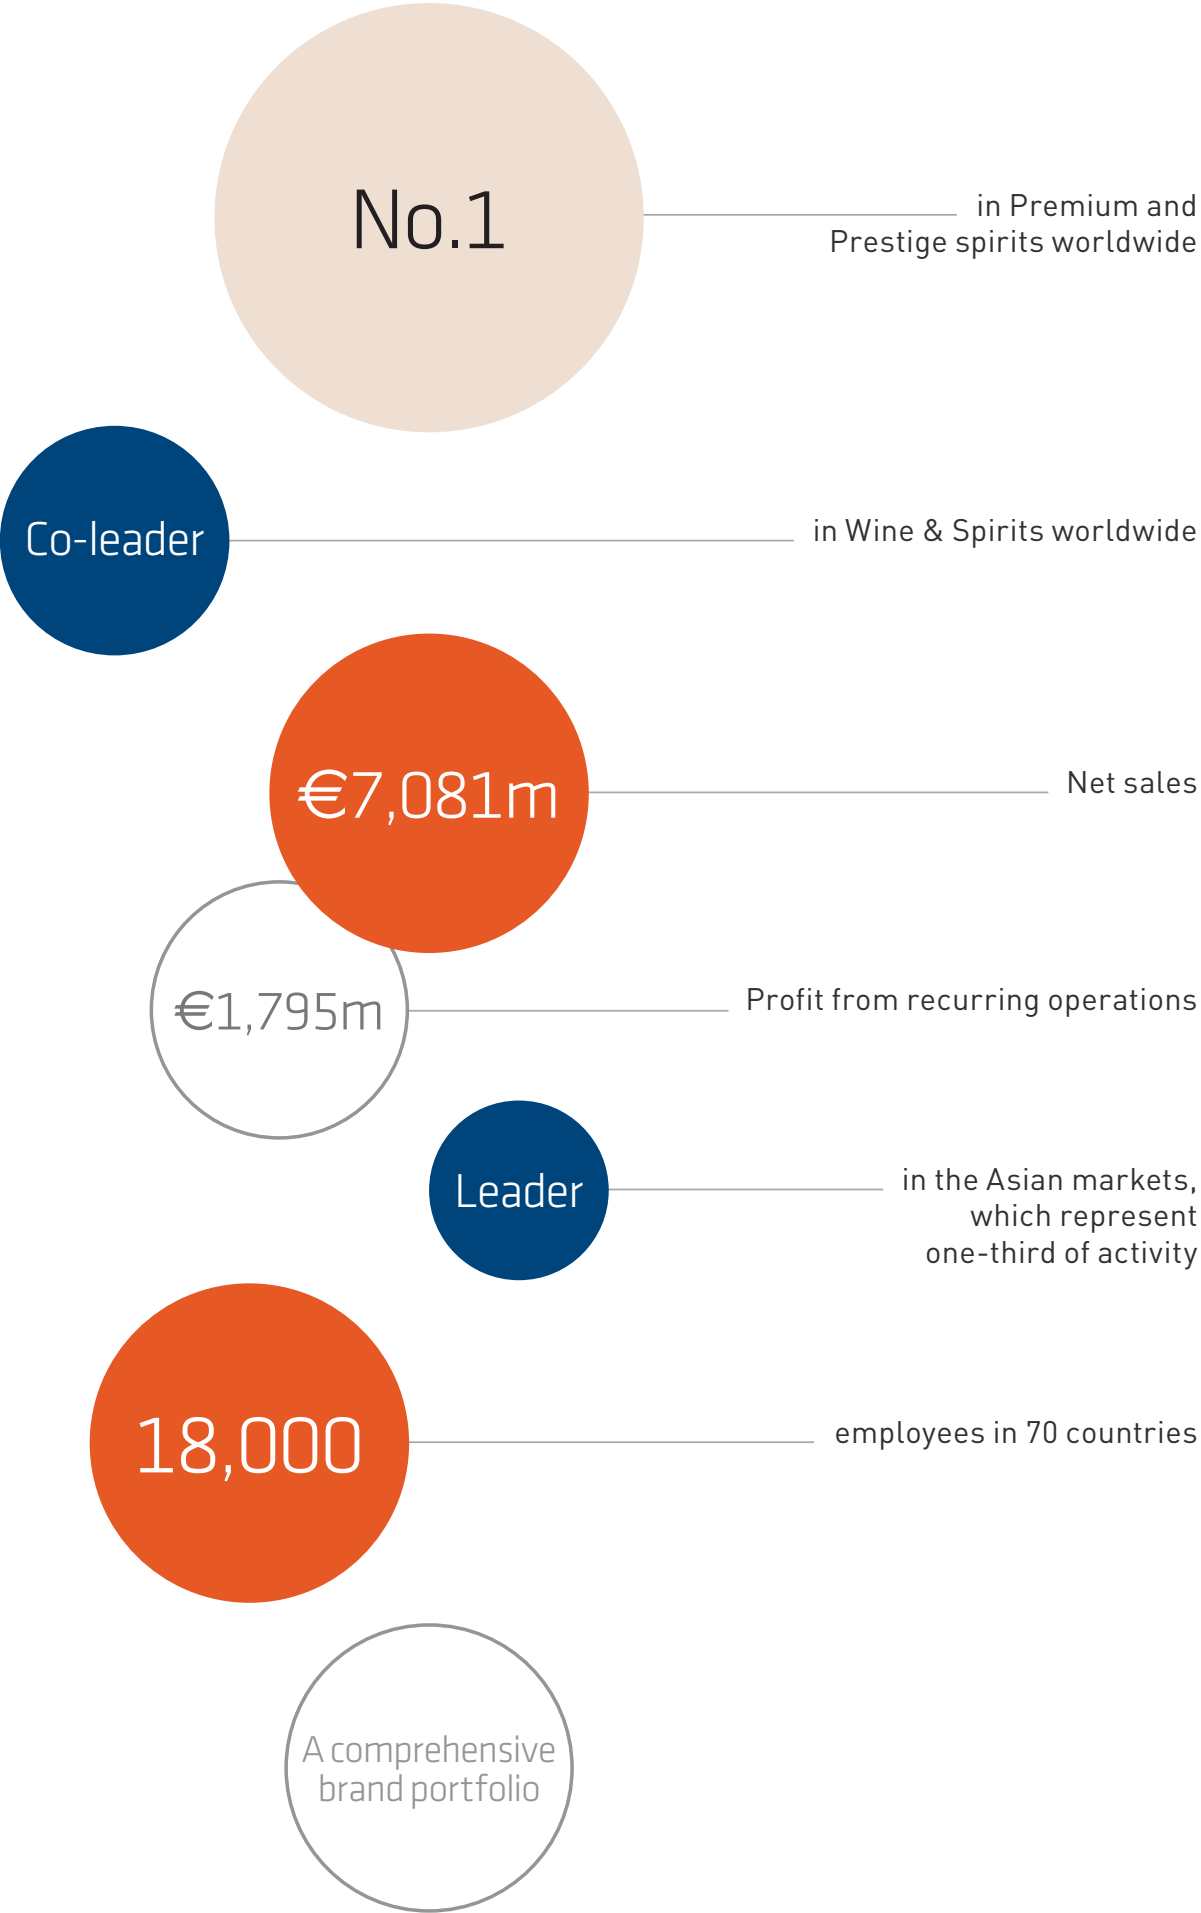 No.1
in Premium and
Prestige spirits worldwide
Co-leader
in Wine & Spirits worldwide
€7,081m
Net sales
€1,795m
Profit from recurring operations
Leader
in the Asian markets,
which represent
one-third of activity
18,000
employees in 70 countries
A comprehensive
brand portfolio